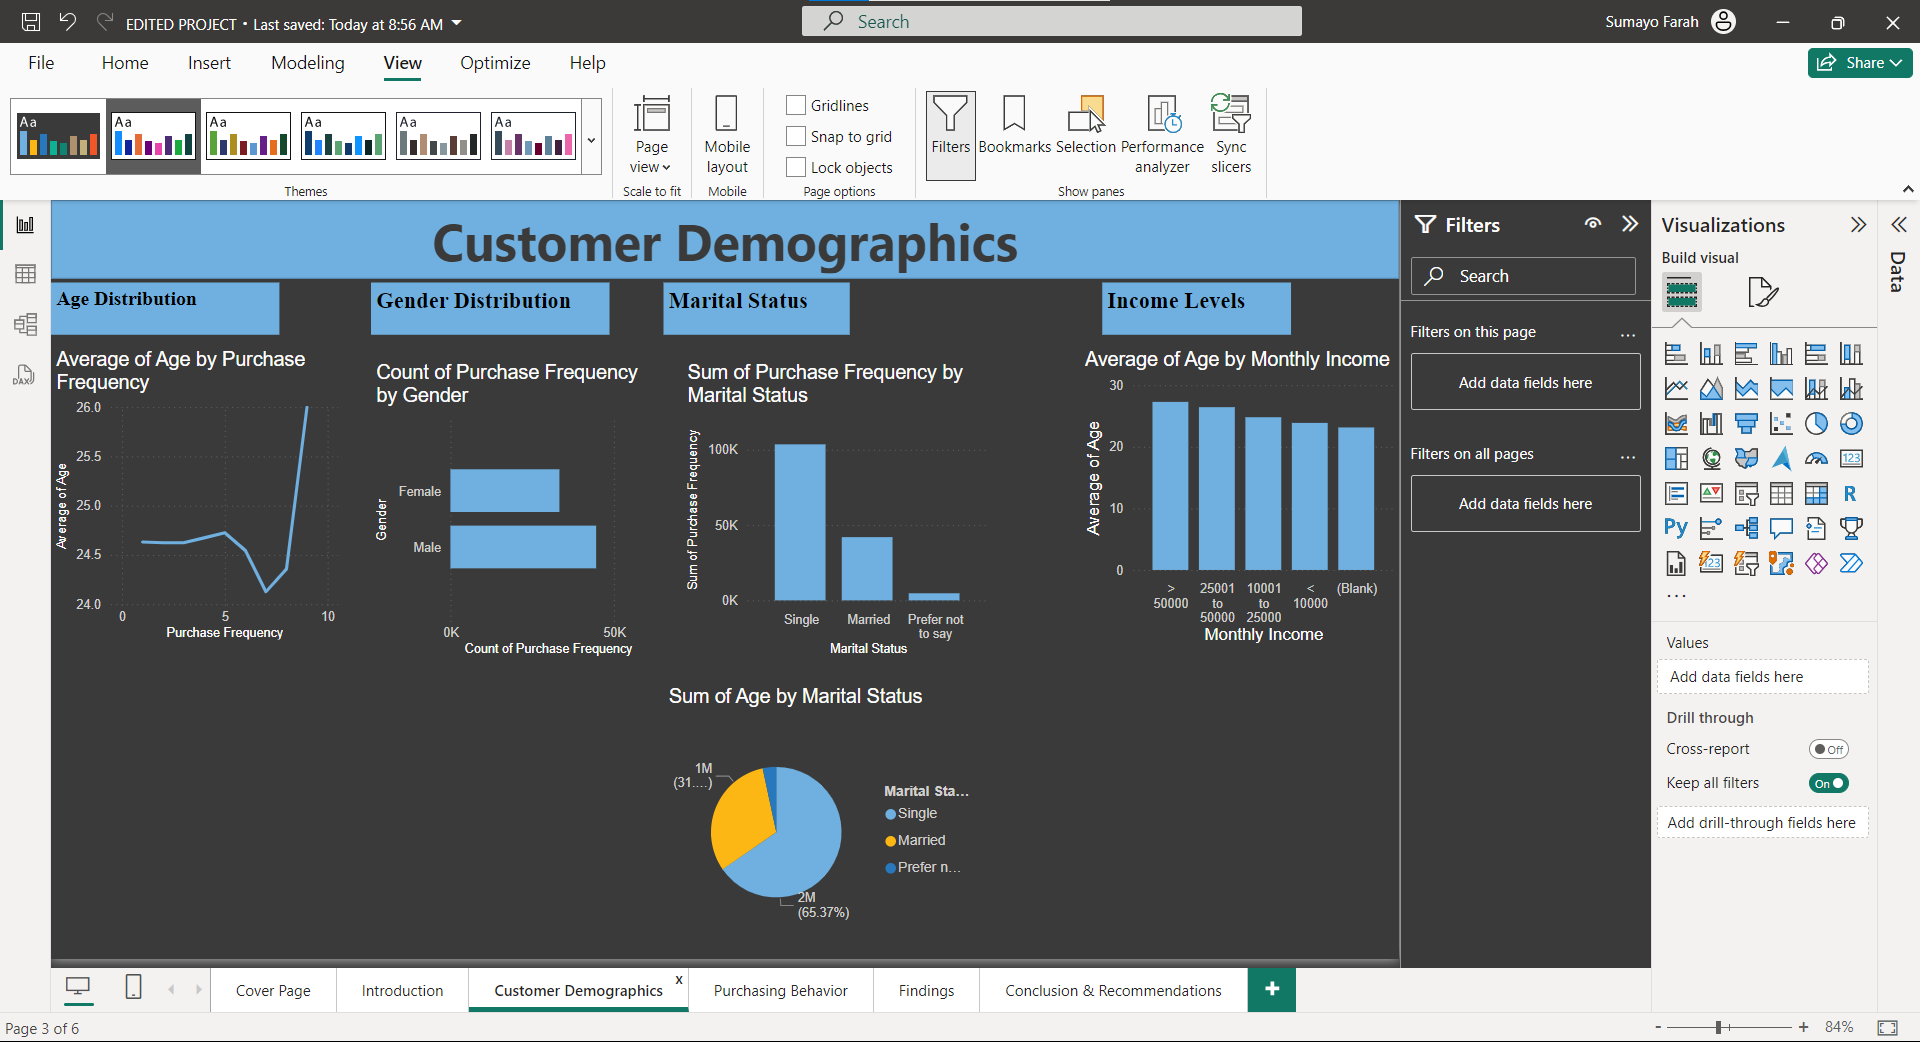 EDITED PROJECT • Last saved: Today at 8:56 AM
Search
Sumayo Farah
File
Home
Insert
Modeling
View
Optimize
Help
Share
Aa
Aa
Aa
Aa
Aa
Aa
Themes
Page
view
Scale to fit
Mobile
layout
Mobile
Gridlines
Snap to grid
Lock objects
Page options
Filters
Bookmarks
Selection
Performance
analyzer
Sync
slicers
Show panes
DAX
Customer Demographics
Age Distribution
Gender Distribution
Marital Status
Income Levels
Average of Age by Purchase
Frequency
Average of Age
26.0
25.5
25.0
24.5
24.0
0
5
10
Purchase Frequency
Count of Purchase Frequency
by Gender
Gender
Female
Male
0K
50K
Count of Purchase Frequency
Sum of Purchase Frequency by
Marital Status
Sum of Purchase Frequency
100K
50K
0K
Single
Married
Prefer not
to say
Marital Status
Average of Age by Monthly Income
Average of Age
30
20
10
0
>
50000
25001
to
50000
10001
to
25000
<
10000
(Blank)
Monthly Income
Sum of Age by Marital Status
1M
(31....)
2M
(65.37%)
Marital Sta...
Single
Married
Prefer n...
Filters
Search
Filters on this page
...
Add data fields here
Filters on all pages
...
Add data fields here
Visualizations
Build visual
123
R
Py
123
...
Values
Add data fields here
Drill through
Cross-report
Off
Keep all filters
On
Add drill-through fields here
Data
Cover Page
Introduction
Customer Demographics
x
Purchasing Behavior
Findings
Conclusion & Recommendations
+
Page 3 of 6
-
+
84%